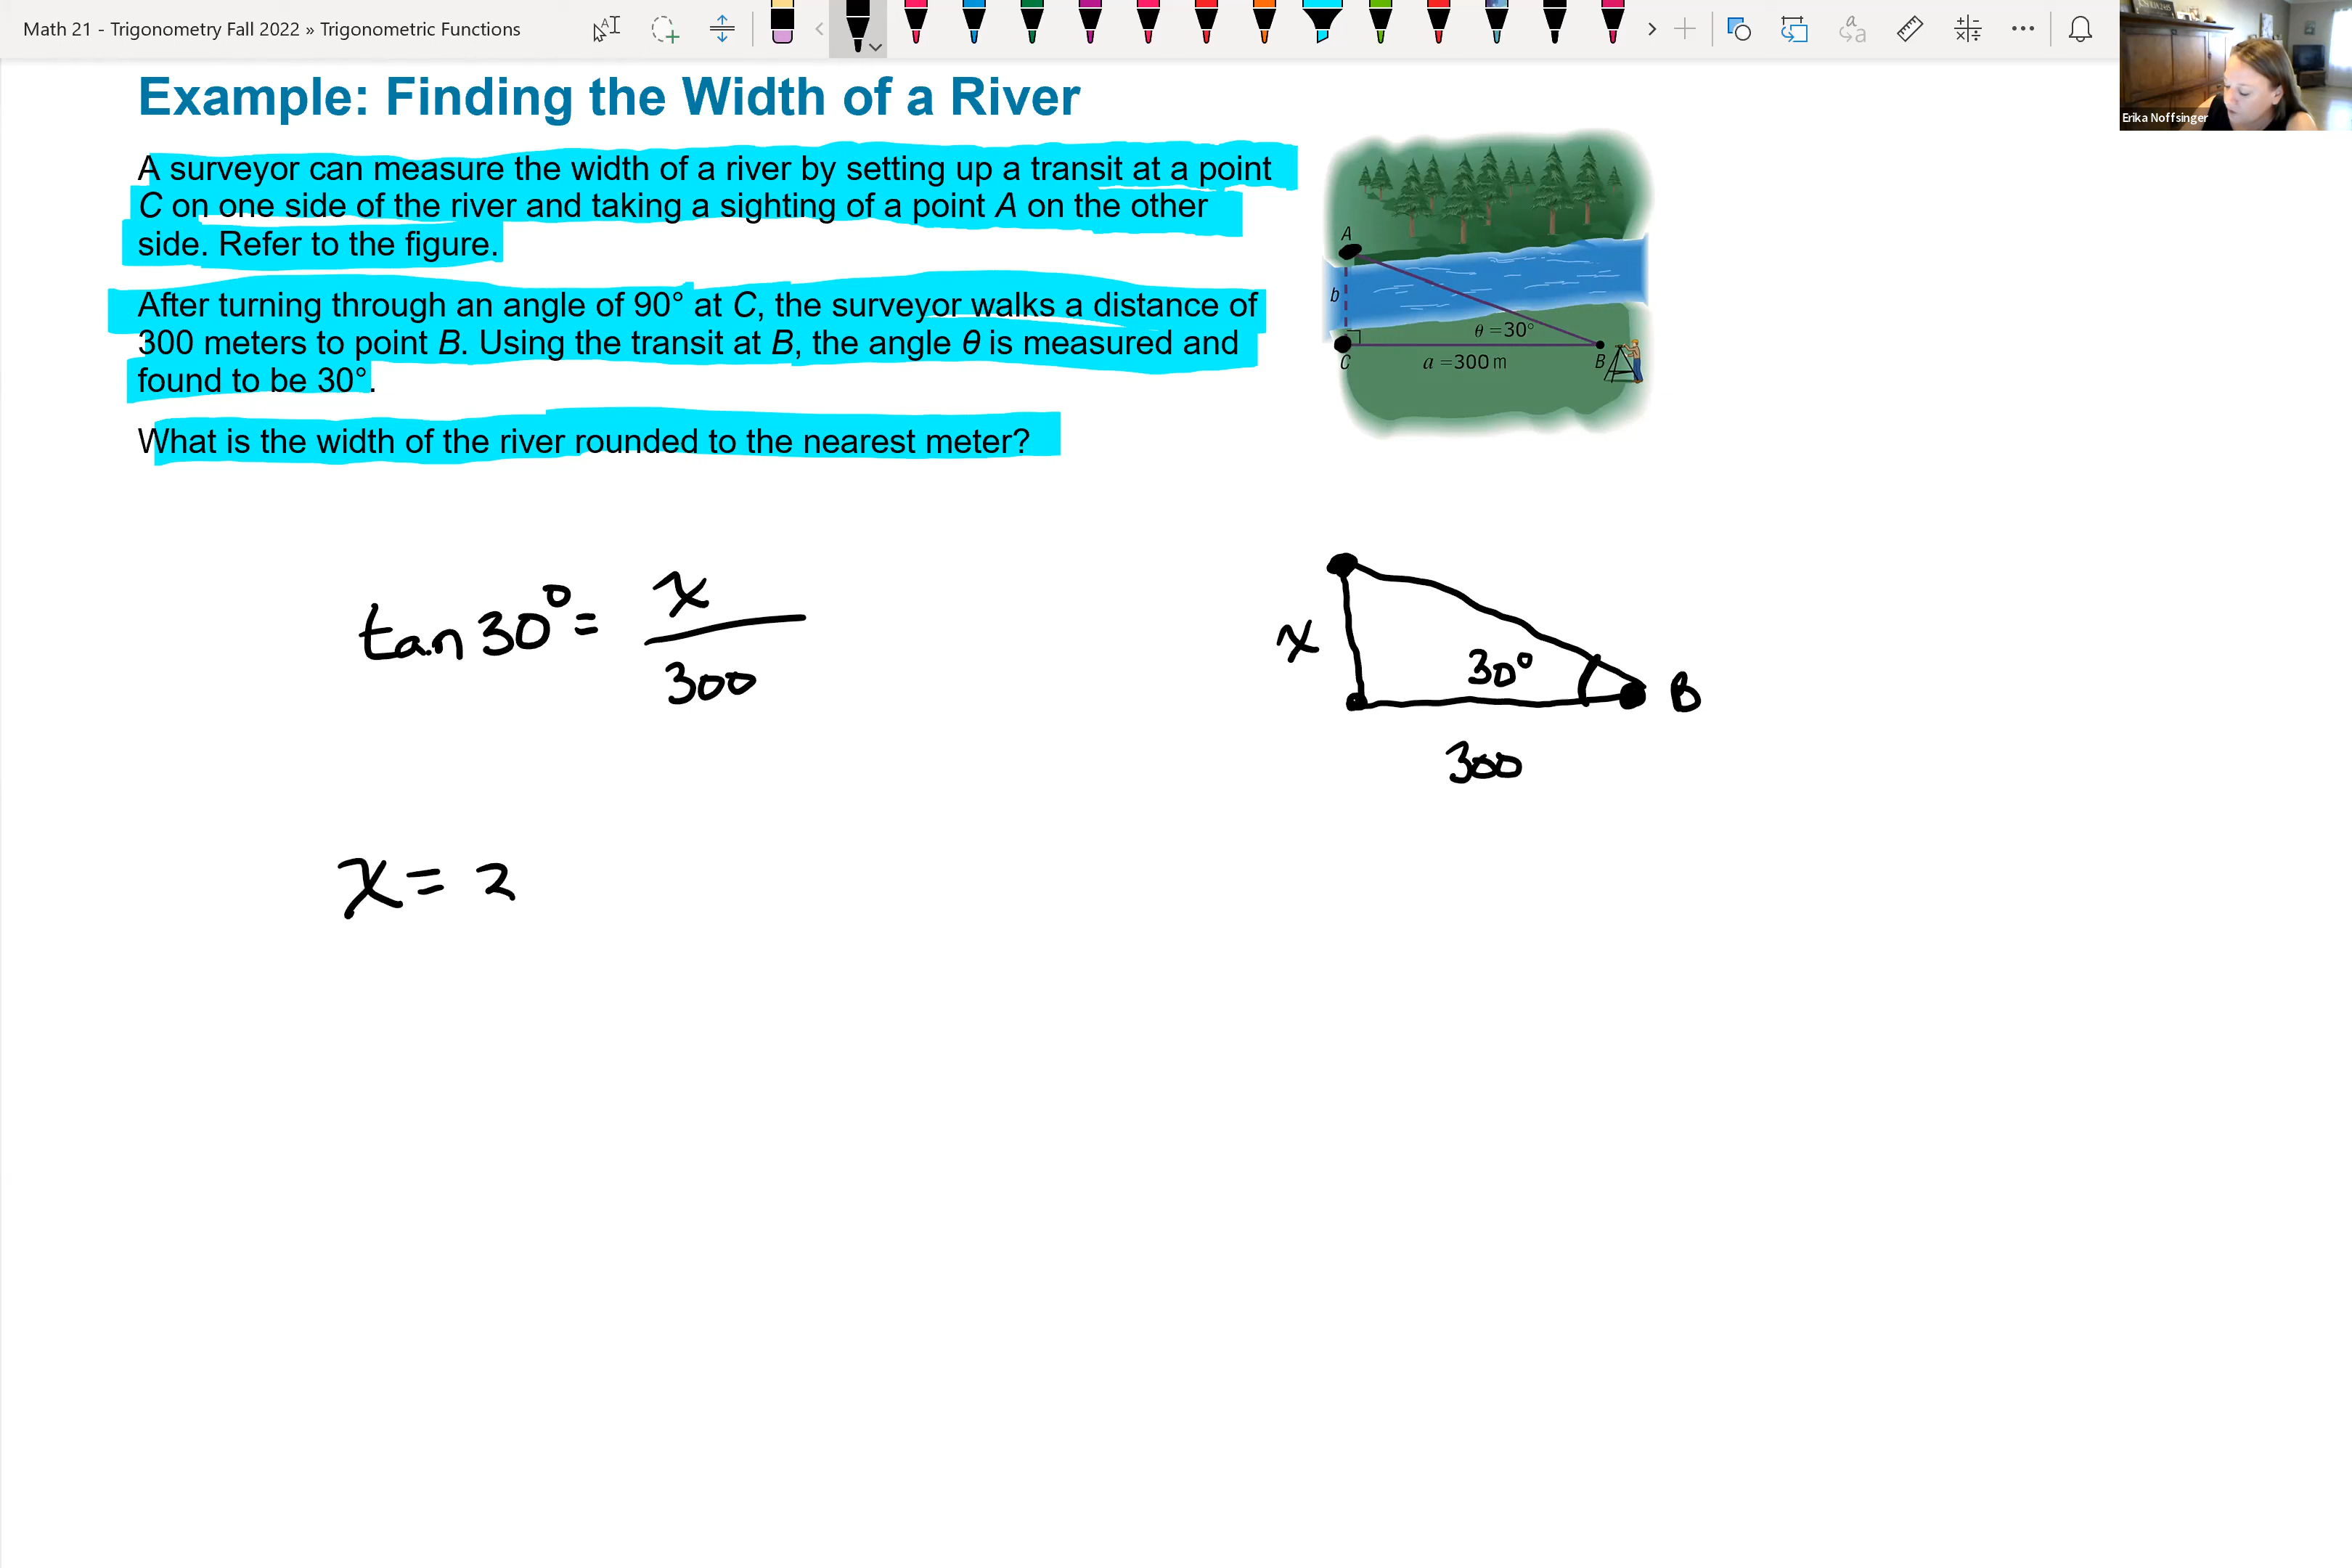 Math 21 - Trigonometry Fall 2022 » Trigonometric Functions
Erika Noffsinger
Example: Finding the Width of a River
A surveyor can measure the width of a river by setting up a transit at a point
C on one side of the river and taking a sighting of a point A on the other
side. Refer to the figure.
After turning through an angle of 90° at C, the surveyor walks a distance of
300 meters to point B. Using the transit at B, the angle θ is measured and
found to be 30°.
What is the width of the river rounded to the nearest meter?
A
b
θ =30°
C
a =300 m
B
tan 30° = x
300
x
30°
B
300
x = 2